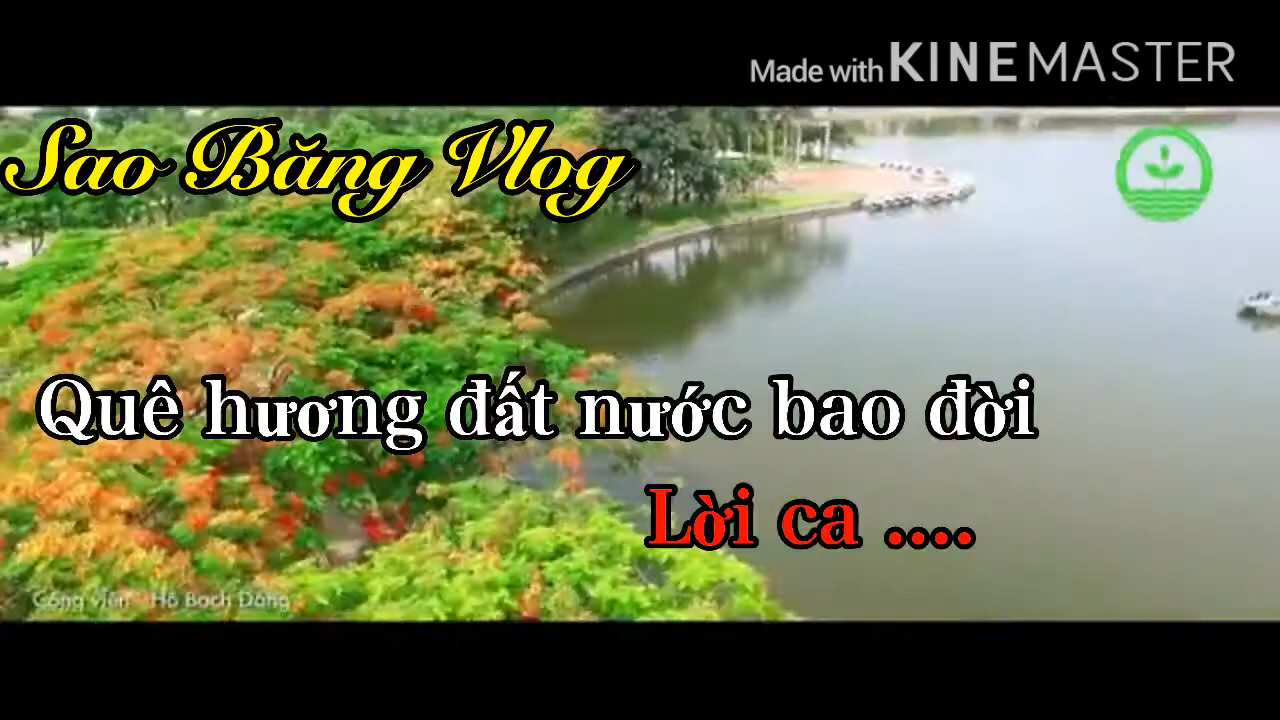 Made with KINEMASTER
Sao Băng Vlog
Quê hương đất nước bao đời
Lời ca ....
Công viên - Hồ Bạch Đằng